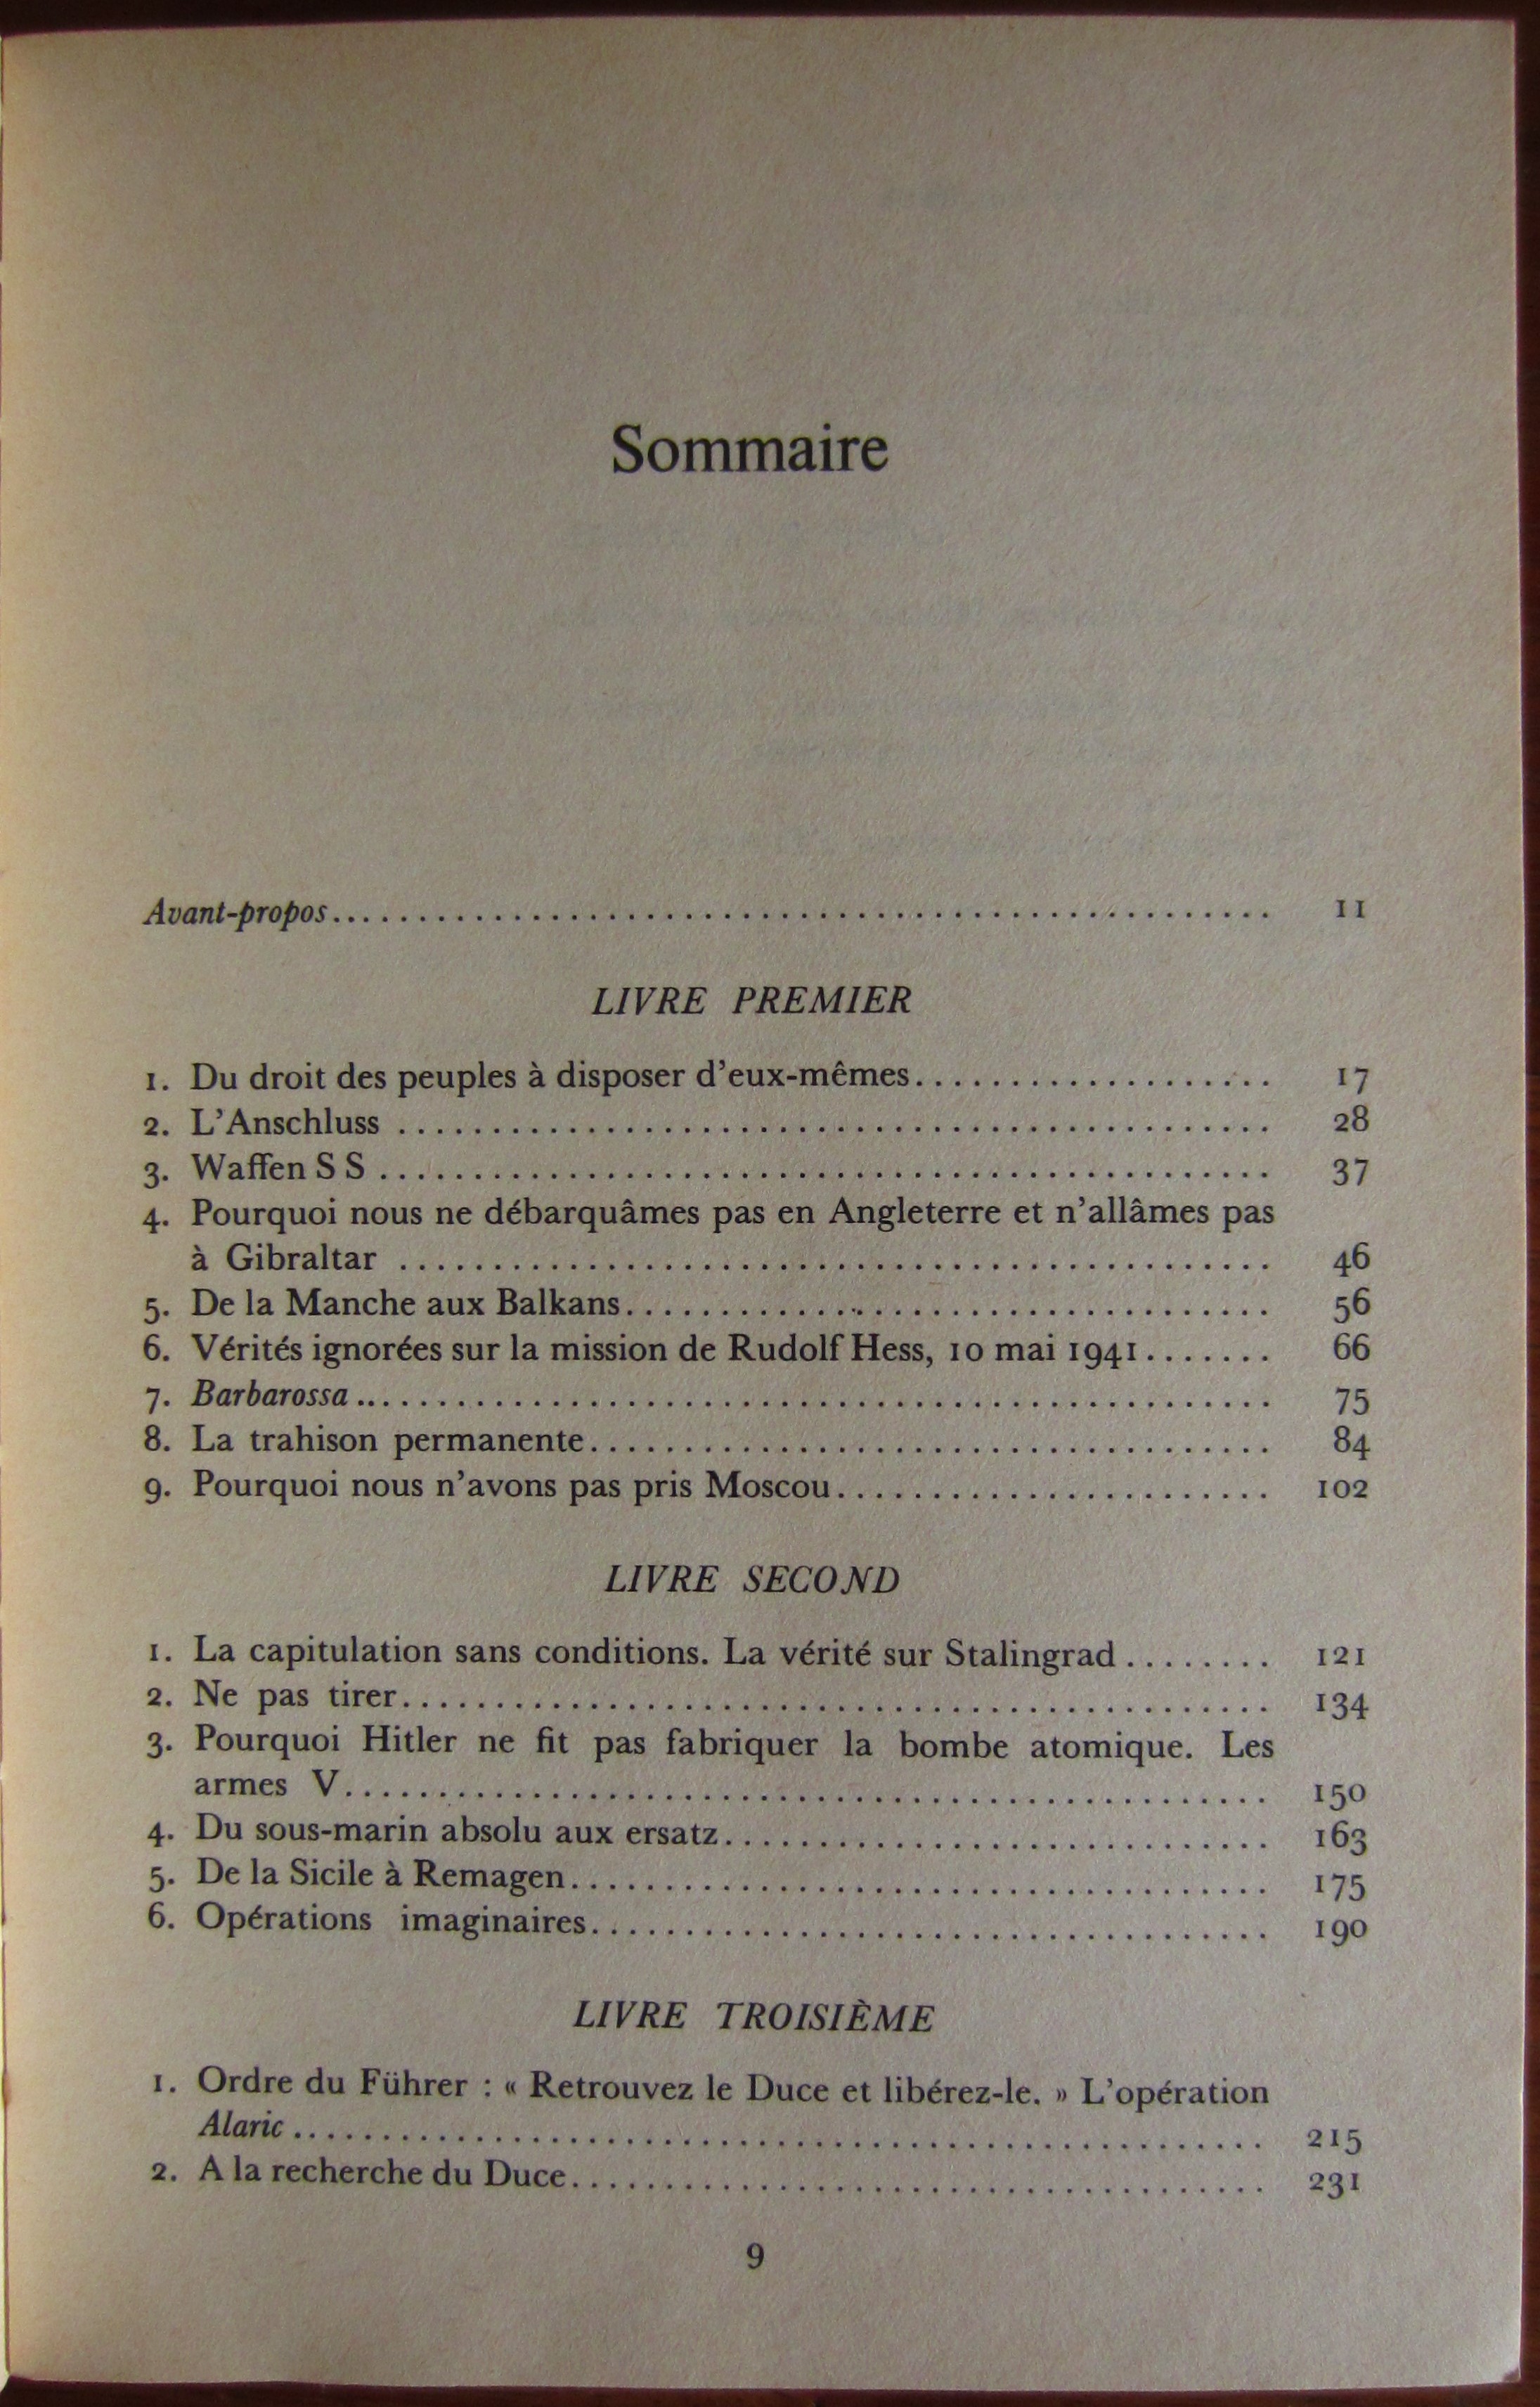 Sommaire
Avant-propos.................................................... 11
LIVRE PREMIER
1. Du droit des peuples à disposer d'eux-mêmes.................... 17
2. L'Anschluss ................................................ 28
3. Waffen S S ................................................ 37
4. Pourquoi nous ne débarquâmes pas en Angleterre et n'allâmes pas
à Gibraltar ................................................ 46
5. De la Manche aux Balkans.................................... 56
6. Vérités ignorées sur la mission de Rudolf Hess, 10 mai 1941....... 66
7. Barbarossa .................................................. 75
8. La trahison permanente...................................... 84
9. Pourquoi nous n'avons pas pris Moscou........................ 102
LIVRE SECOND
1. La capitulation sans conditions. La vérité sur Stalingrad ........ 121
2. Ne pas tirer................................................ 134
3. Pourquoi Hitler ne fit pas fabriquer la bombe atomique. Les
armes V.................................................... 150
4. Du sous-marin absolu aux ersatz.............................. 163
5. De la Sicile à Remagen...................................... 175
6. Opérations imaginaires...................................... 190
LIVRE TROISIÈME
1. Ordre du Führer : « Retrouvez le Duce et libérez-le. » L'opération
Alaric ...................................................... 215
2. A la recherche du Duce...................................... 231
9